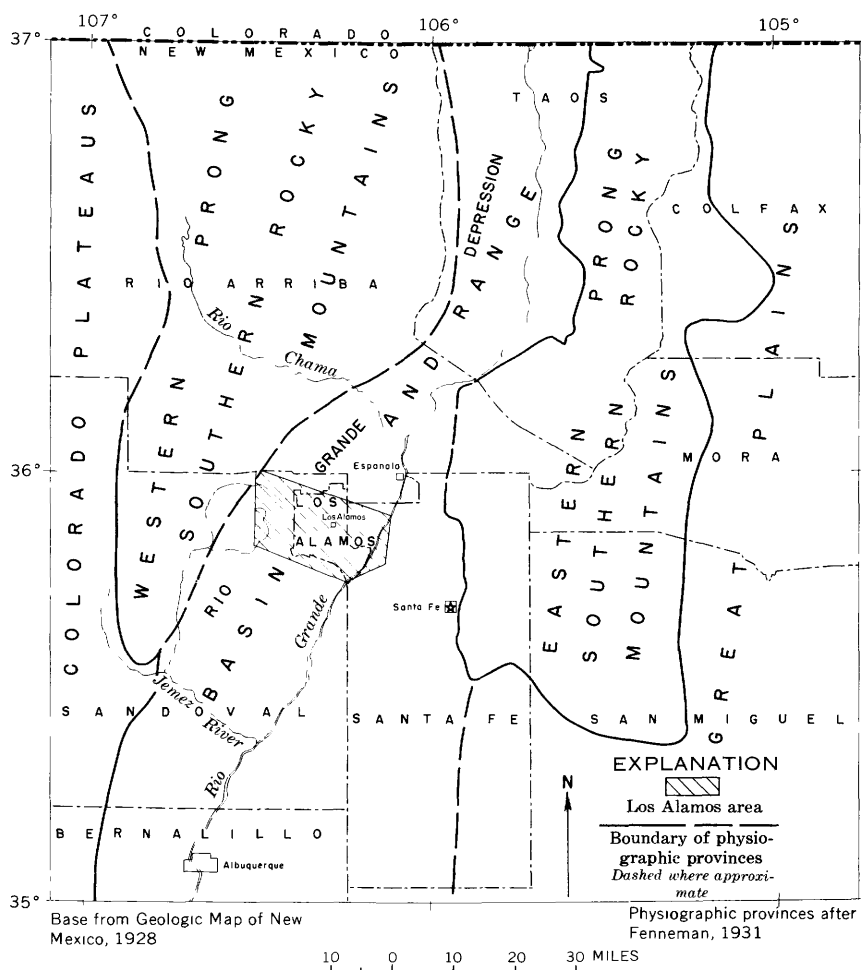 107°
106°
105°
37°
COLORADO
NEW MEXICO
TAOS
COLFAX
COLORADO PLATEAUS
WESTERN PRONG
SOUTHERN ROCKY
MOUNTAINS
RIO GRANDE DEPRESSION
BASIN AND RANGE
EASTERN PRONG
SOUTHERN ROCKY
MOUNTAINS
GREAT PLAINS
RIO ARRIBA
Rio
Chama
MORA
36°
Espanola
LOS
Los Alamos
ALAMOS
Santa Fe
Rio Grande
Jemez River
SANDOVAL
SANTA FE
SAN MIGUEL
BERNALILLO
Albuquerque
N
EXPLANATION
Los Alamos area
Boundary of physio-
graphic provinces
Dashed where approxi-
mate
35°
Base from Geologic Map of New
Mexico, 1928
Physiographic provinces after
Fenneman, 1931
10 0 10 20 30 MILES